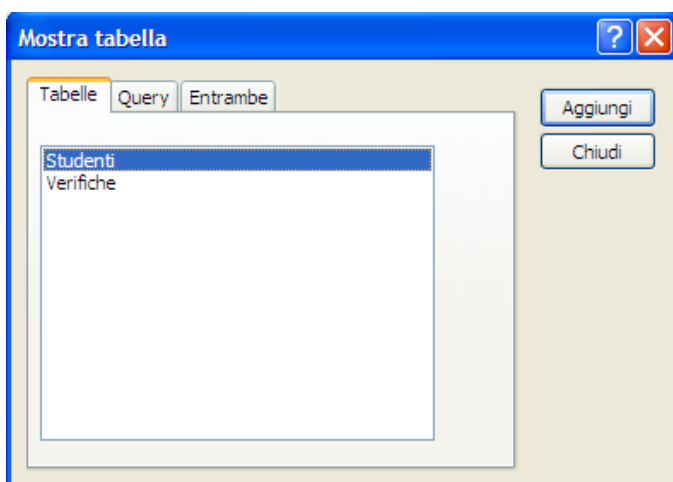 Mostra tabella
?
Tabelle Query Entrambe
Aggiungi
Chiudi
Studenti
Verifiche